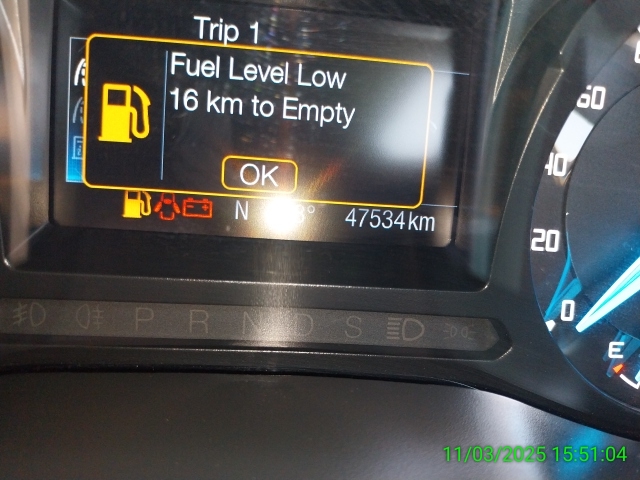 Trip 1
Fuel Level Low
16 km to Empty
OK
N
47534km
P R N D S
60
40
20
0
E
11/03/2025 15:51:04